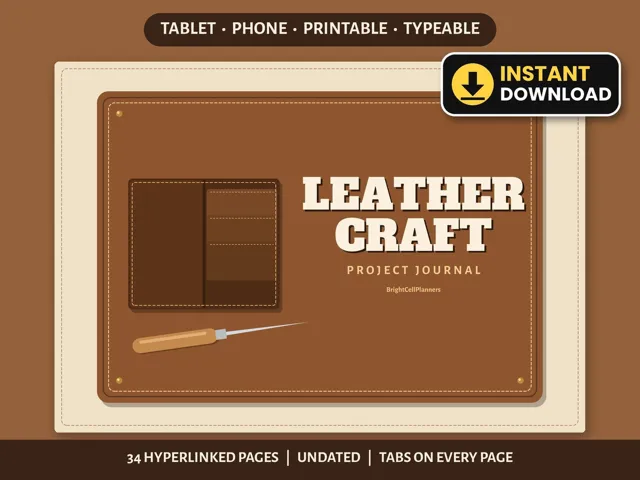 TABLET · PHONE · PRINTABLE · TYPEABLE
INSTANT
DOWNLOAD
LEATHER
CRAFT
PROJECT JOURNAL
BrightCellPlanners
34 HYPERLINKED PAGES | UNDATED | TABS ON EVERY PAGE